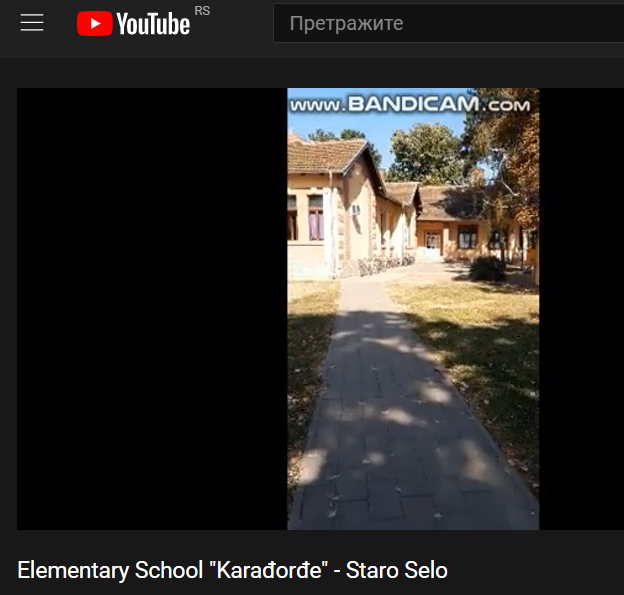 YouTube RS
Претражите
www.BANDICAM.com
Elementary School "Karađorđe" - Staro Selo